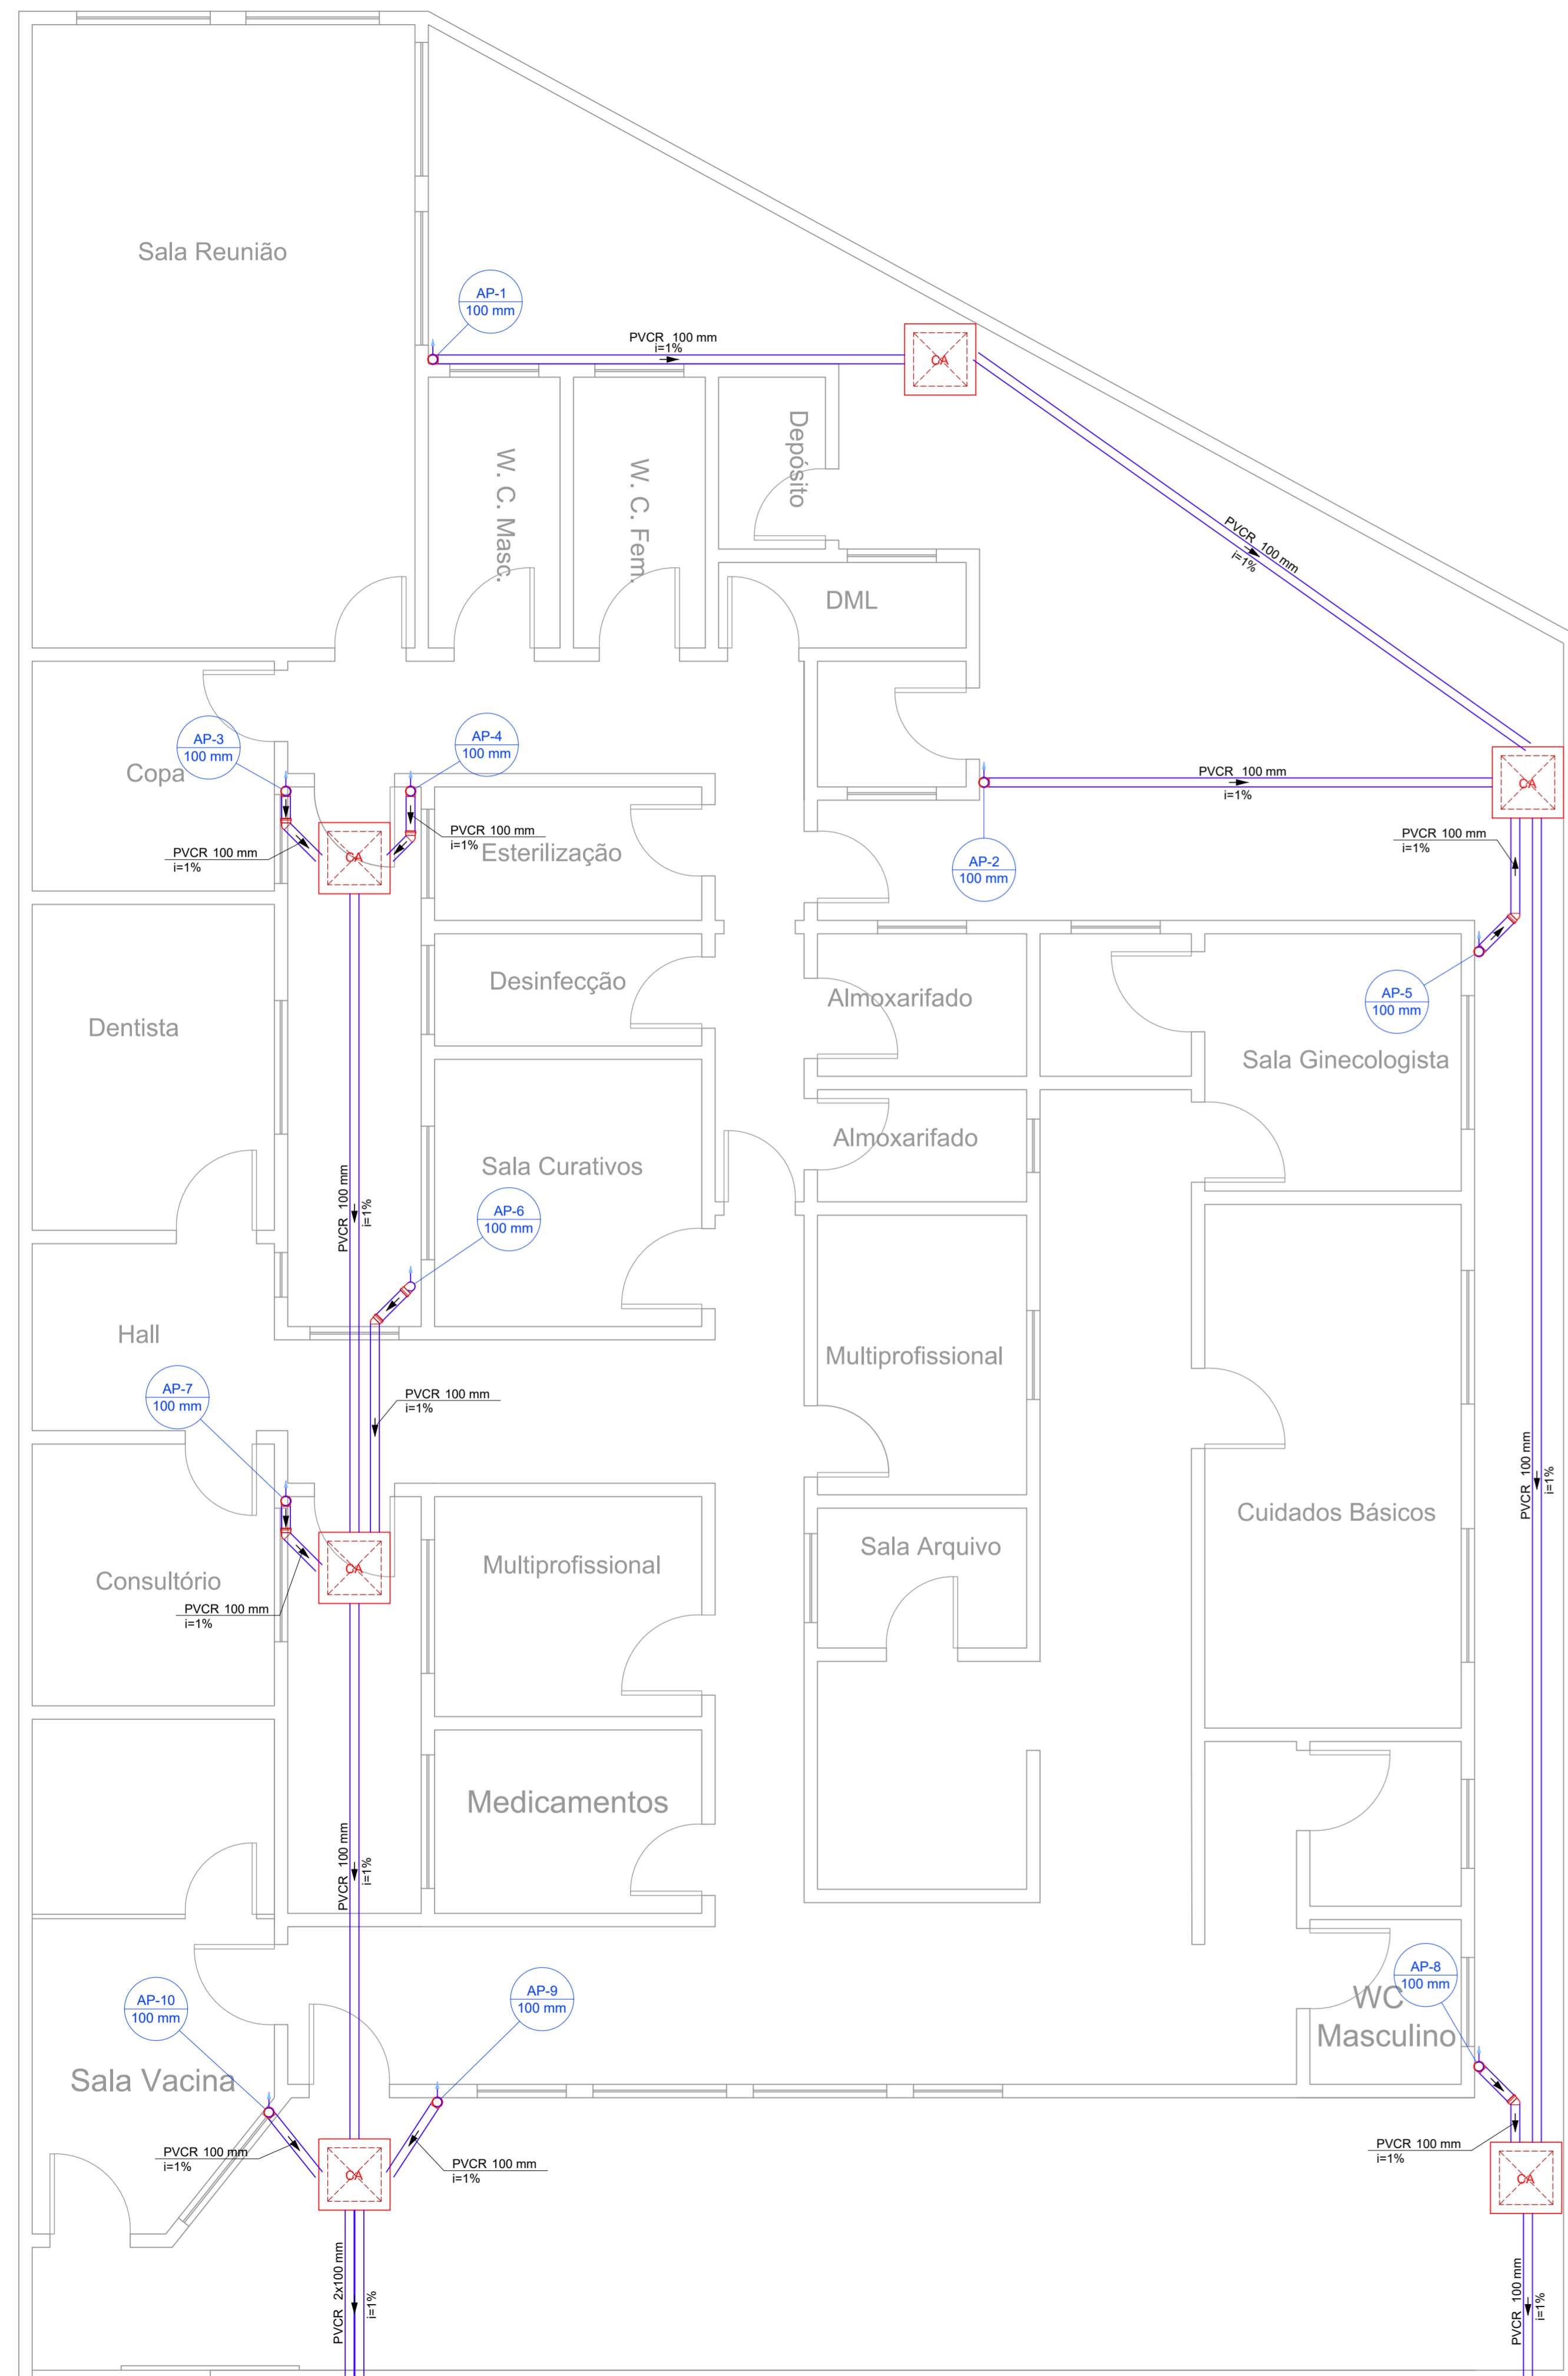 Sala Reunião
AP-1
100 mm
PVCR 100 mm
i=1%
CA
W. C. Masc.
W. C. Fem.
Depósito
PVCR 100 mm
i=1%
DML
AP-3
100 mm
AP-4
100 mm
Copa
PVCR 100 mm
i=1%
CA
PVCR 100 mm
i=1%
CA
PVCR 100 mm
i=1%
Esterilização
PVCR 100 mm
i=1%
AP-2
100 mm
PVCR 100 mm
i=1%
Desinfecção
Almoxarifado
AP-5
100 mm
Dentista
Sala Ginecologista
Almoxarifado
Sala Curativos
PVCR 100 mm
i=1%
AP-6
100 mm
Hall
Multiprofissional
AP-7
100 mm
PVCR 100 mm
i=1%
PVCR 100 mm
i=1%
Cuidados Básicos
Sala Arquivo
Multiprofissional
CA
Consultório
PVCR 100 mm
i=1%
Medicamentos
PVCR 100 mm
i=1%
AP-8
100 mm
AP-10
100 mm
AP-9
100 mm
WC
Masculino
Sala Vacina
PVCR 100 mm
i=1%
CA
PVCR 100 mm
i=1%
PVCR 100 mm
i=1%
CA
PVCR 2x100 mm
i=1%
PVCR 100 mm
i=1%